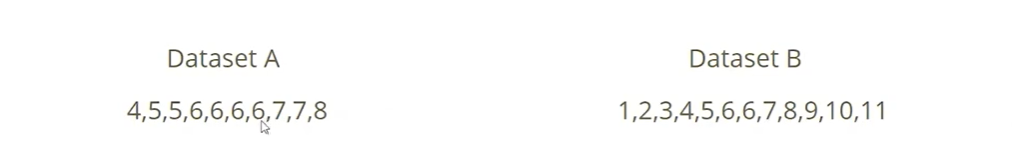 Dataset A
Dataset B
4,5,5,6,6,6,6,7,7,8
1,2,3,4,5,6,6,7,8,9,10,11